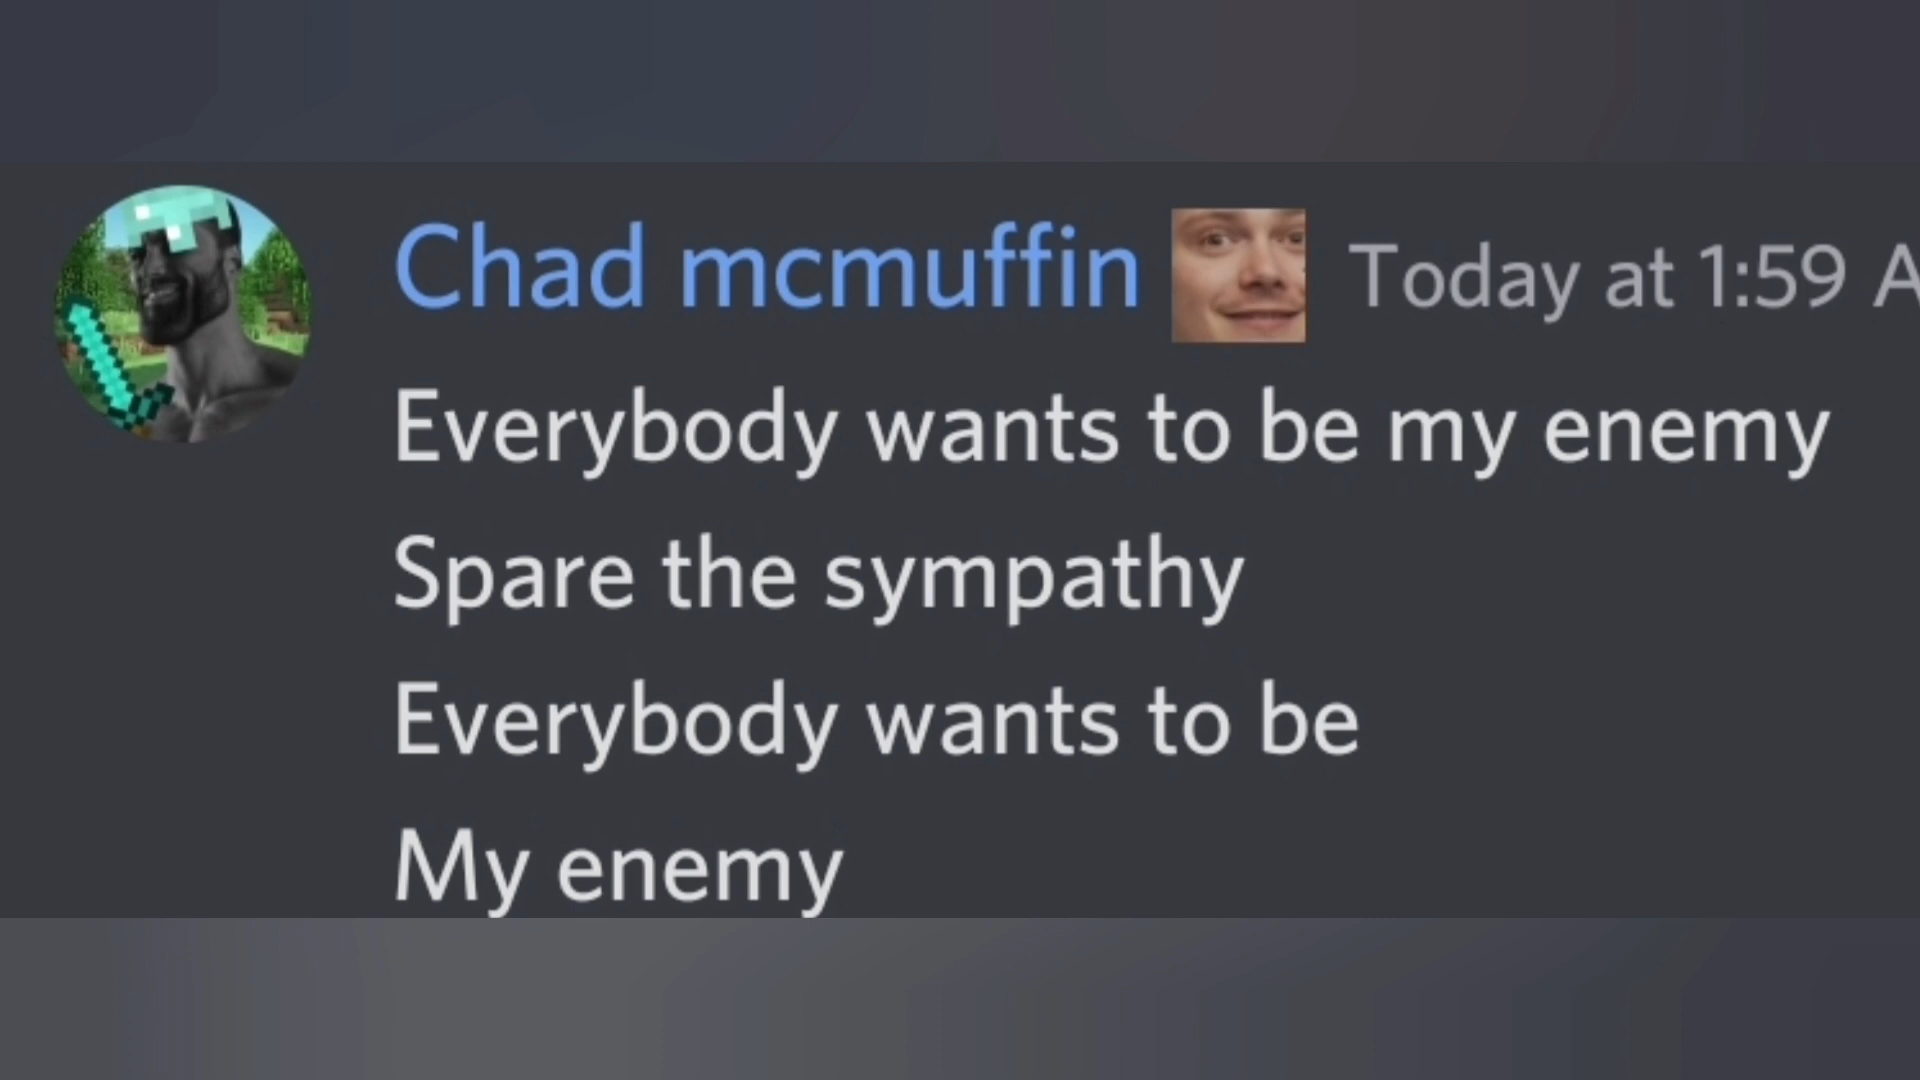 Chad mcmuffin Today at 1:59 A
Everybody wants to be my enemy
Spare the sympathy
Everybody wants to be
My enemy